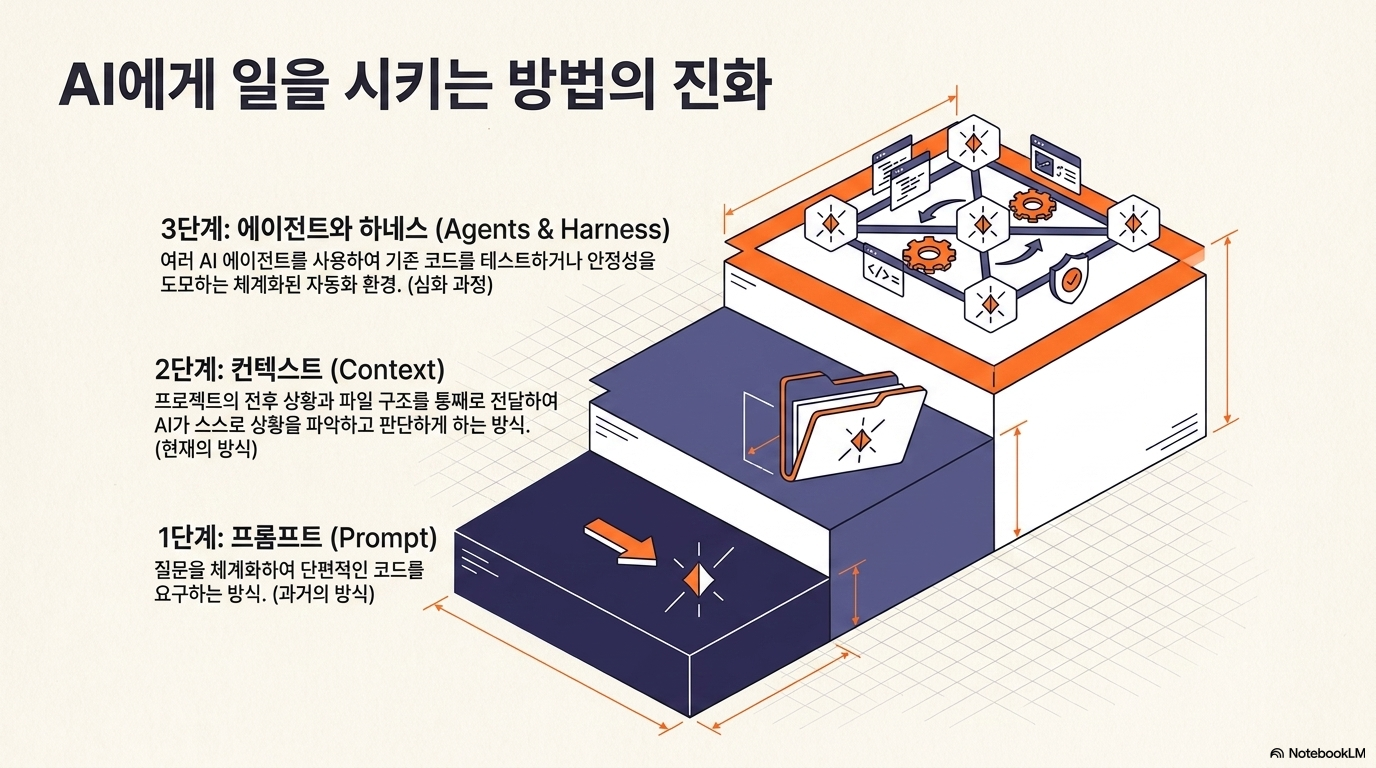 AI에게 일을 시키는 방법의 진화
3단계: 에이전트와 하네스 (Agents & Harness)
여러 AI 에이전트를 사용하여 기존 코드를 테스트하거나 안정성을
도모하는 체계화된 자동화 환경. (심화 과정)
2단계: 컨텍스트 (Context)
프로젝트의 전후 상황과 파일 구조를 통째로 전달하여
AI가 스스로 상황을 파악하고 판단하게 하는 방식.
(현재의 방식)
1단계: 프롬프트 (Prompt)
질문을 체계화하여 단편적인 코드를
요구하는 방식. (과거의 방식)
</>
NotebookLM